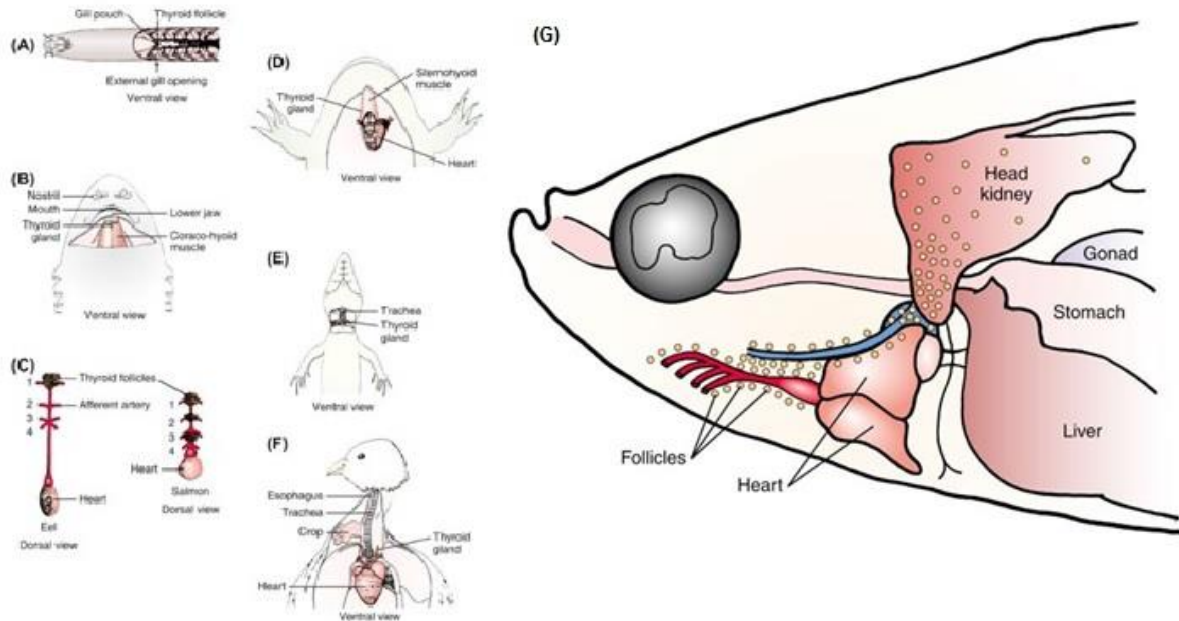 (A)
Gill pouch
Thyroid follicle
External gill opening
Ventral view
(B)
Nostril
Mouth
Thyroid
gland
Lower jaw
Coraco-hyoid
muscle
Ventral view
(C)
Thyroid follicles
1
2
3
4
Afferent artery
Heart
Eel
Dorsal view
1
2
3
4
Heart
Salmon
Dorsal view
(D)
Sternohyoid
muscle
Thyroid
gland
Heart
Ventral view
(E)
Trachea
Thyroid
gland
Ventral view
(F)
Esophagus
Trachea
Crop
Thyroid
gland
Heart
Ventral view
(G)
Head
kidney
Gonad
Stomach
Liver
Follicles
Heart